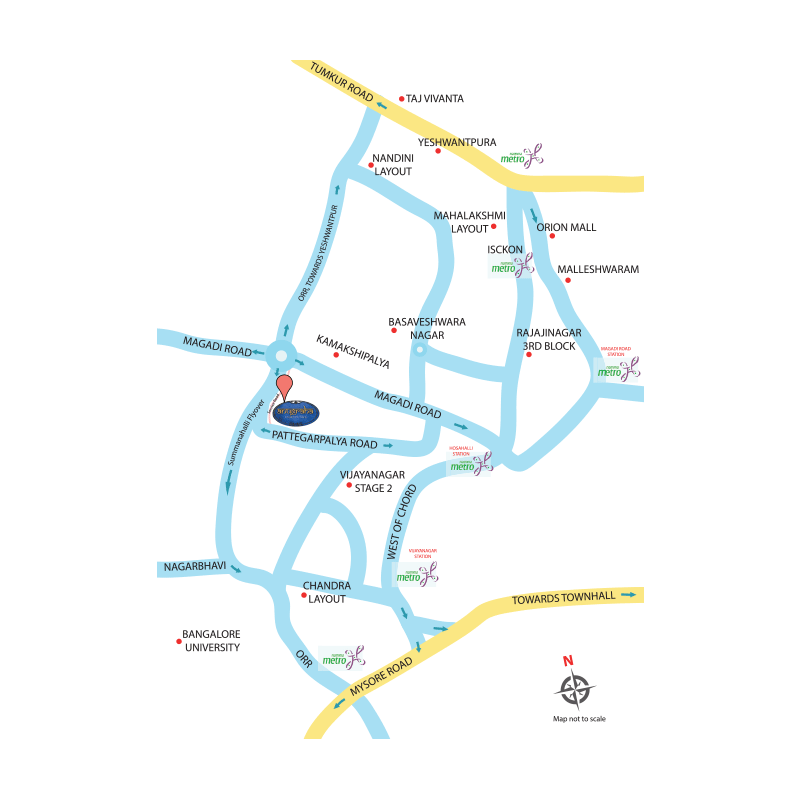 TUMKUR ROAD
TAJ VIVANTA
YESHWANTPURA
metro
NANDINI
LAYOUT
MAHALAKSHMI
LAYOUT
ORIAN MALL
ISCKON
metro
MALLESHWARAM
ORR, TOWARDS YESHWANTPUR
BASAVESHWARA
NAGAR
RAJAJINAGAR
3RD BLOCK
MAGADI ROAD
KAMAKSHIPALYA
MAGADI ROAD
STATION
metro
MAGADI ROAD
Summanahalli Flyover
PATTEGARPALYA ROAD
HOSAHALLI
STATION
metro
VIJAYANAGAR
STAGE 2
WEST OF CHORD
VIJAYANAGAR
STATION
metro
NAGARBHAVI
CHANDRA
LAYOUT
TOWARDS TOWNHALL
BANGALORE
UNIVERSITY
ORR
metro
MYSORE ROAD
N
Map not to scale